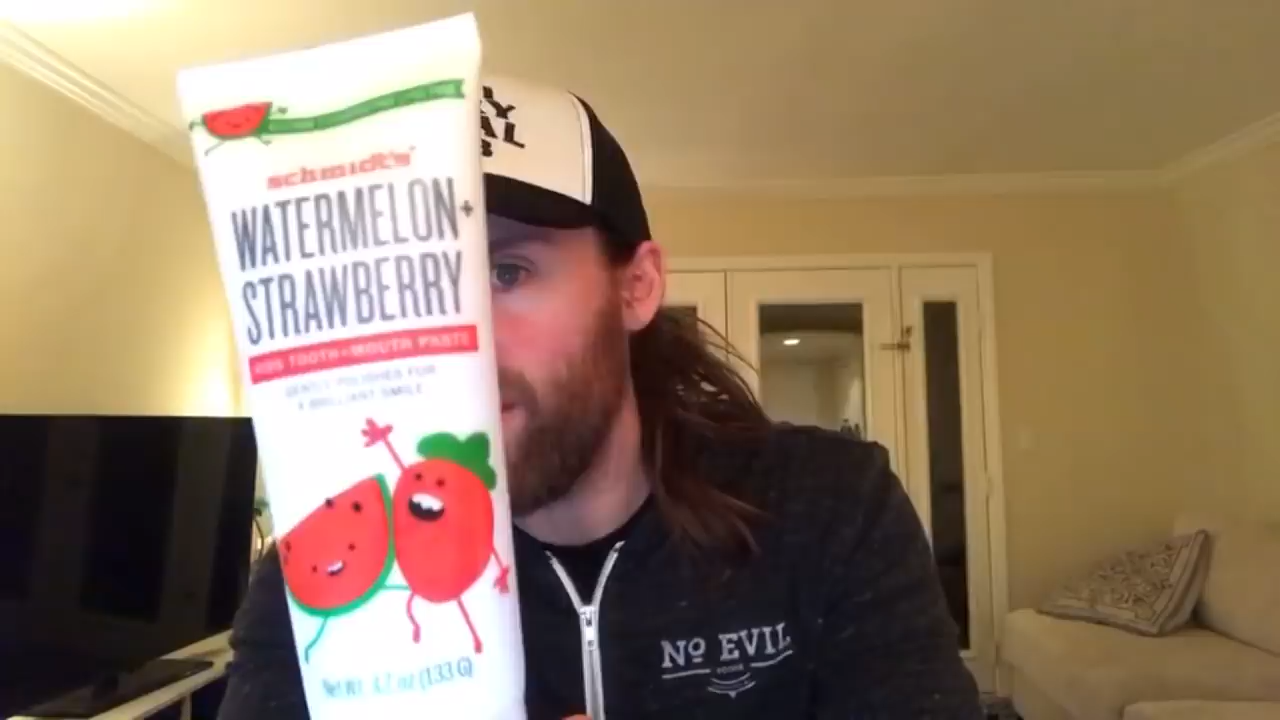 schmidt's
WATERMELON+
STRAWBERRY
KIDS TOOTH+MOUTH PASTE
GENTLY POLISHES FOR
A BRILLIANT SMILE
Net Wt. 4.7 oz (133 G)
No EVIL
FOODS